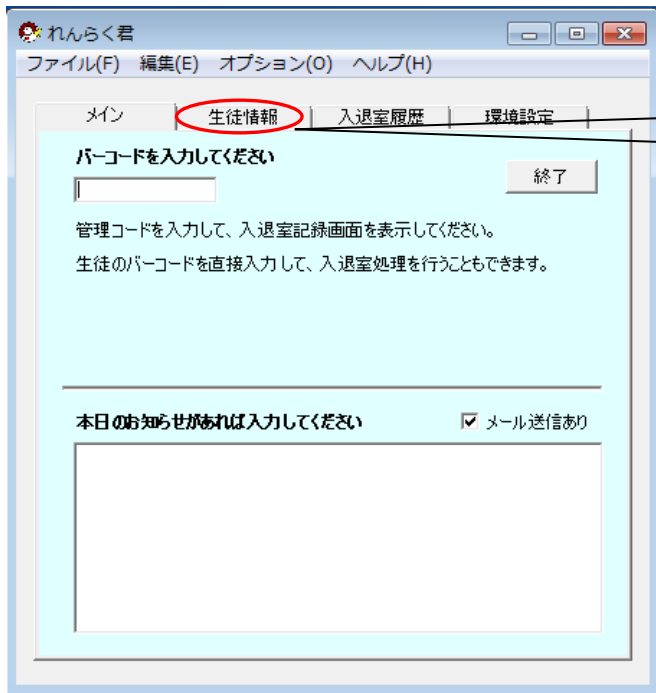 れんらく君
ファイル(F) 編集(E) オプション(O) ヘルプ(H)
メイン 生徒情報 入退室履歴 環境設定
バーコードを入力してください
終了
管理コードを入力して、入退室記録画面を表示してください。
生徒のバーコードを直接入力して、入退室処理を行うこともできます。
本日のお知らせがあれば入力してください メール送信あり